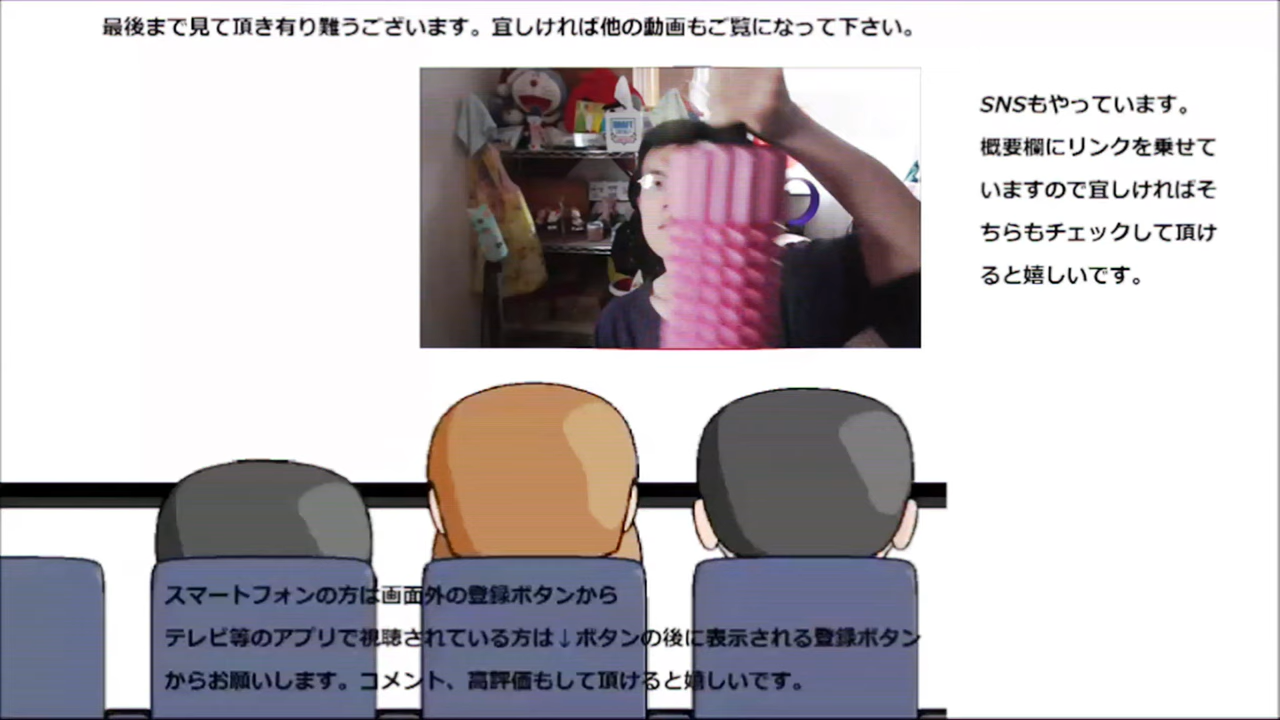 最後まで見て頂き有り難うございます。宜しければ他の動画もご覧になって下さい。
SNSもやっています。
概要欄にリンクを乗せて
いますので宜しければそ
ちらもチェックして頂け
ると嬉しいです。
スマートフォンの方は画面外の登録ボタンから
テレビ等のアプリで視聴されている方は↓ボタンの後に表示される登録ボタン
からお願いします。コメント、高評価もして頂けると嬉しいです。